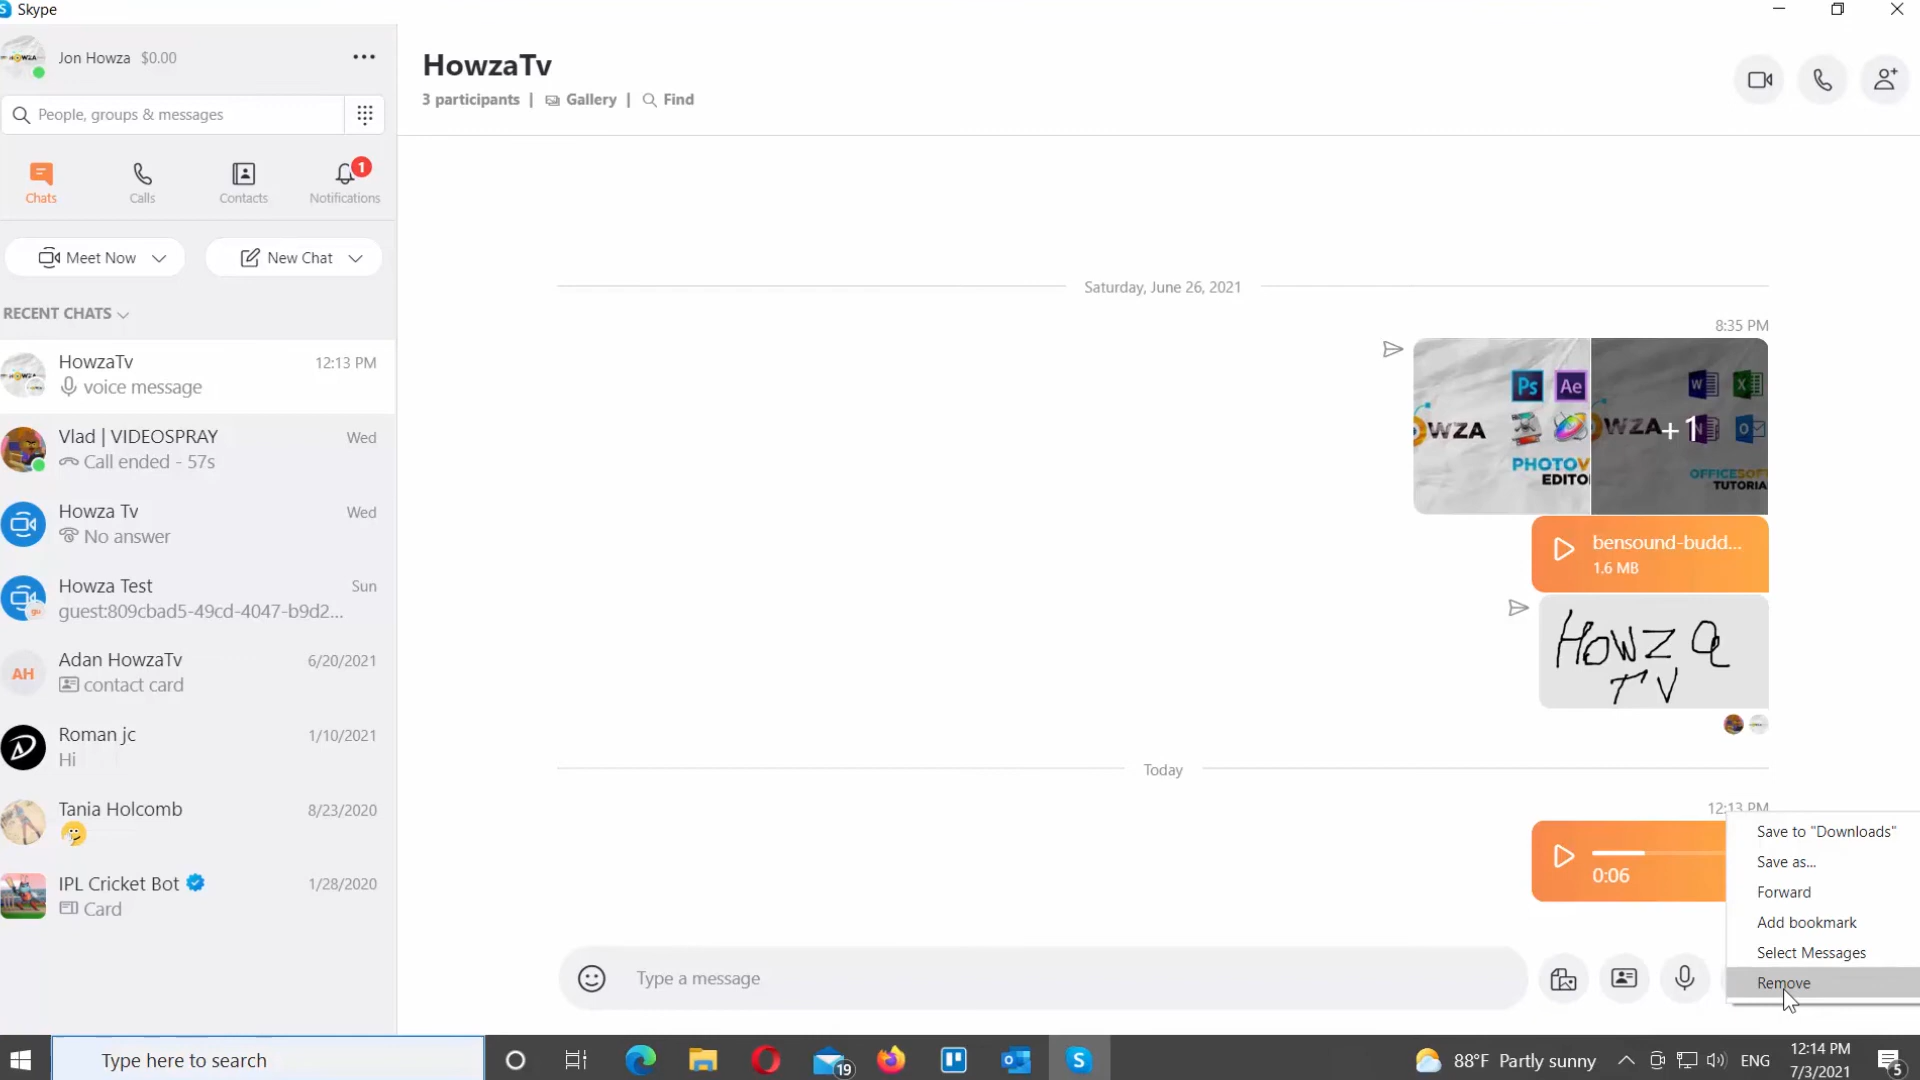 Skype
Jon Howza $0.00
People, groups & messages
Chats
Calls
Contacts
Notifications
1
Meet Now
New Chat
RECENT CHATS
HowzaTv 12:13 PM
voice message
Vlad | VIDEOSPRAY Wed
Call ended - 57s
Howza Tv Wed
No answer
Howza Test Sun
guest:809cbad5-49cd-4047-b9d2...
AH
Adan HowzaTv 6/20/2021
contact card
Roman jc 1/10/2021
Hi
Tania Holcomb 8/23/2020
IPL Cricket Bot 1/28/2020
Card
HowzaTv
3 participants | Gallery | Find
Saturday, June 26, 2021
8:35 PM
Ps Ae
OWZA
PHOTOV
EDITO
+1
OWZA
OFFICESOFT
TUTORIA
bensound-budd...
1.6 MB
HOWZ a
TV
Today
12:13 PM
0:06
Save to "Downloads"
Save as...
Forward
Add bookmark
Select Messages
Remove
Type a message
Type here to search
19
88°F Partly sunny
ENG
12:14 PM
7/3/2021
5